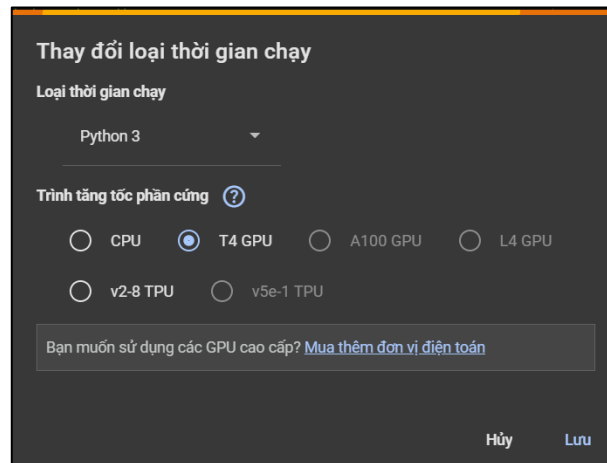 Thay đổi loại thời gian chạy
Loại thời gian chạy
Python 3
Trình tăng tốc phần cứng ?
CPU T4 GPU A100 GPU L4 GPU
v2-8 TPU v5e-1 TPU
Bạn muốn sử dụng các GPU cao cấp? Mua thêm đơn vị điện toán
Hủy Lưu